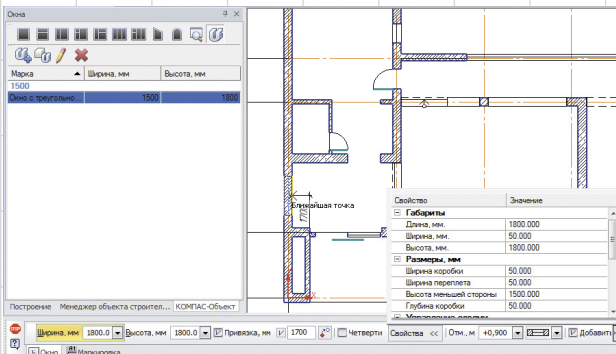 Окна
Марка Ширина, мм Высота, мм
1500
Окно с треугольно... 1500 1800
Ближайшая точка
1700
X
Построение Менеджер объекта строител... КОМПАС-Объект
Свойство Значение
Габариты
Длина, мм. 1800.000
Ширина, мм. 50.000
Высота, мм. 1800.000
Размеры, мм
Ширина коробки 50.000
Ширина переплета 50.000
Высота меньшей стороны 1500.000
Глубина коробки 50.000
STOP Ширина, мм 1800.0 Высота, мм 1800.0 Привязка, мм 1700 Четверти Свойства << Отм., м +0,900 Добавит
Окно Маркировка